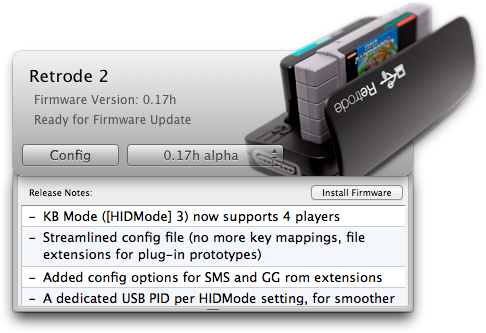 Retrode 2
Firmware Version: 0.17h
Ready for Firmware Update
Retrode
Config
0.17h alpha
Release Notes:
Install Firmware
– KB Mode ([HIDMode] 3) now supports 4 players
– Streamlined config file (no more key mappings, file
extensions for plug-in prototypes)
– Added config options for SMS and GG rom extensions
– A dedicated USB PID per HIDMode setting, for smoother